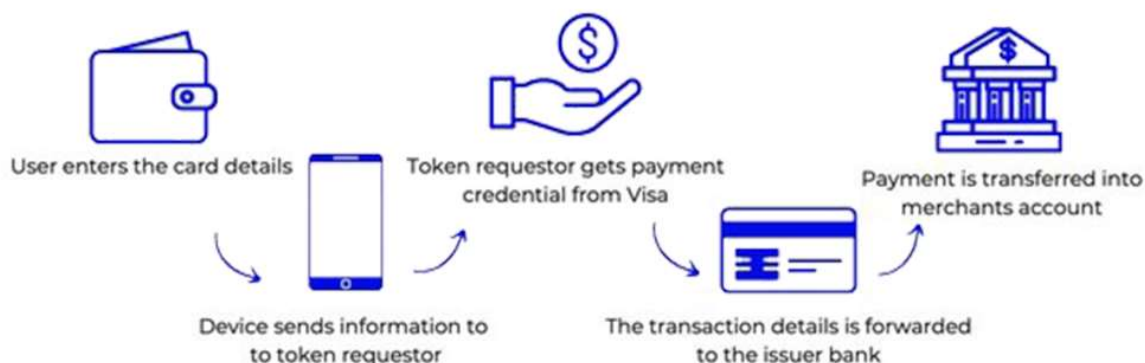 User enters the card details
Device sends information to
to token requestor
Token requestor gets payment
credential from Visa
The transaction details is forwarded
to the issuer bank
Payment is transferred into
merchants account